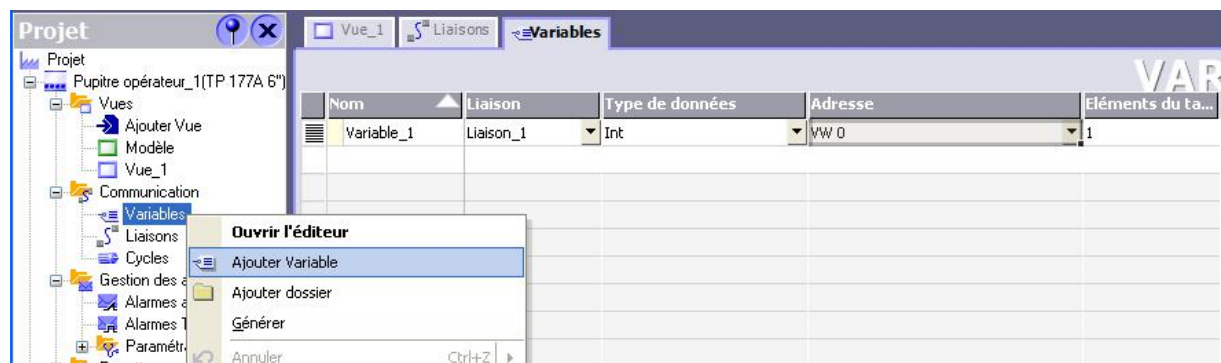 Projet
Vue_1 Liaisons Variables
Projet
Pupitre opérateur_1(TP 177A 6")
VAR
Vues
Nom Liaison Type de données Adresse Eléments du ta...
Ajouter Vue
Variable_1 Liaison_1 Int VW 0 1
Modèle
Vue_1
Communication
Variables
Liaisons
Cycles
Gestion des a
Alarmes a
Alarmes T
Paramétr
Ouvrir l'éditeur
Ajouter Variable
Ajouter dossier
Générer
Annuler Ctrl+Z